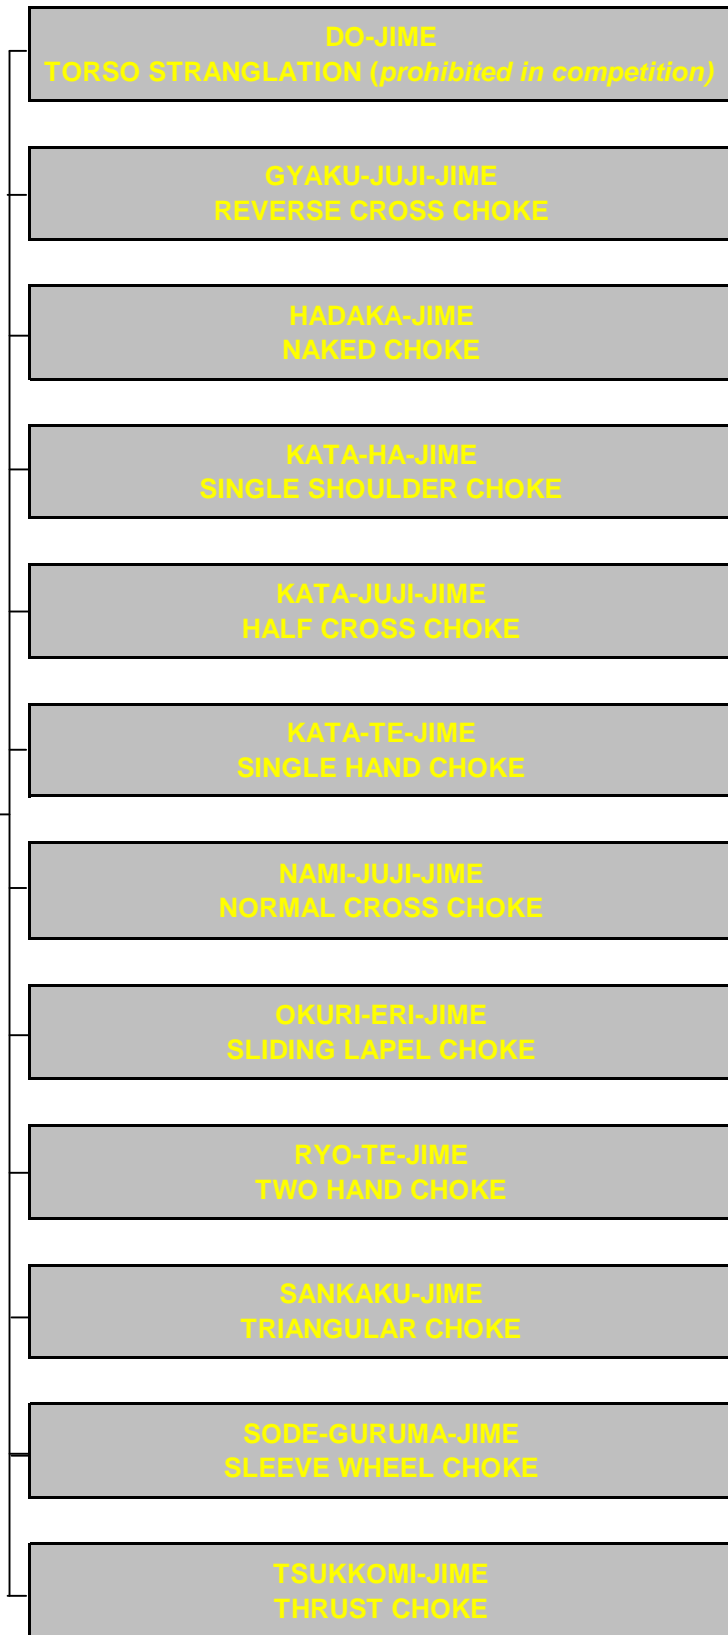 DO-JIME
TORSO STRANGLATION (prohibited in competition)
GYAKU-JUJI-JIME
REVERSE CROSS CHOKE
HADAKA-JIME
NAKED CHOKE
KATA-HA-JIME
SINGLE SHOULDER CHOKE
KATA-JUJI-JIME
HALF CROSS CHOKE
KATA-TE-JIME
SINGLE HAND CHOKE
NAMI-JUJI-JIME
NORMAL CROSS CHOKE
OKURI-ERI-JIME
SLIDING LAPEL CHOKE
RYO-TE-JIME
TWO HAND CHOKE
SANKAKU-JIME
TRIANGULAR CHOKE
SODE-GURUMA-JIME
SLEEVE WHEEL CHOKE
TSUKKOMI-JIME
THRUST CHOKE